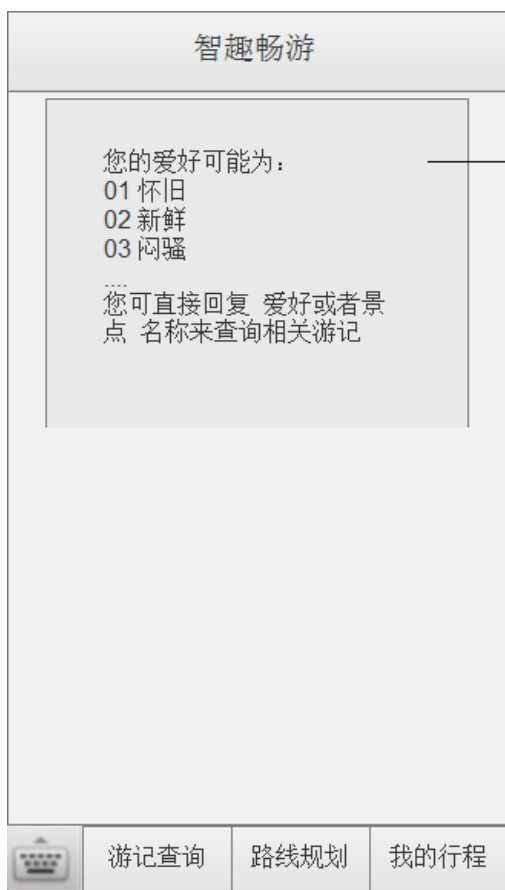 智趣畅游
您的爱好可能为：
01 怀旧
02 新鲜
03 闷骚
....
您可直接回复 爱好或者景
点 名称来查询相关游记
游记查询
路线规划
我的行程